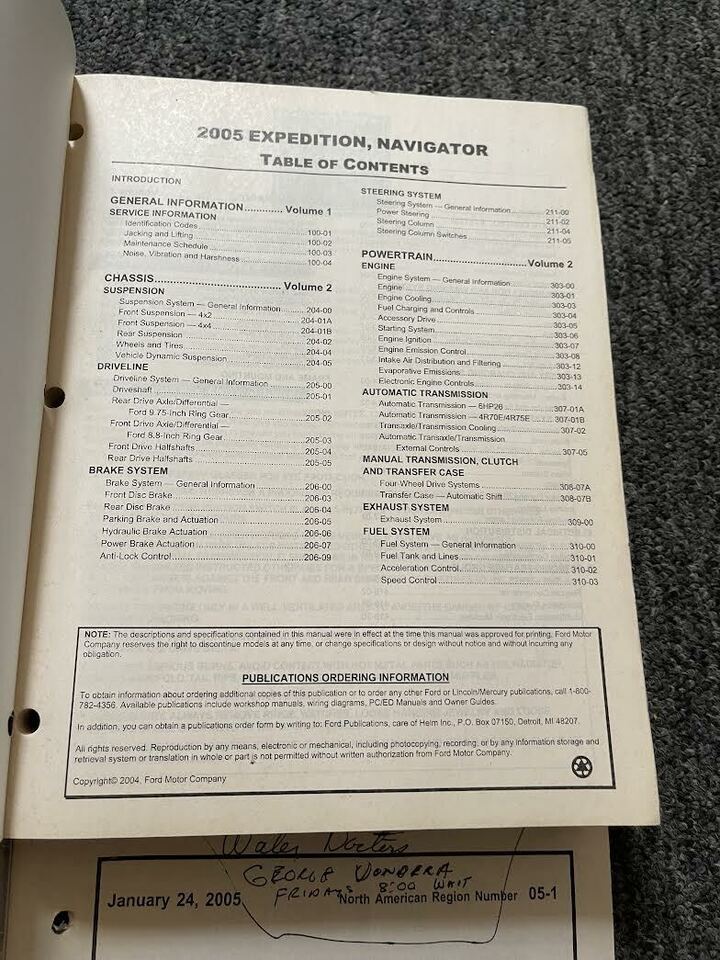 2005 EXPEDITION, NAVIGATOR
TABLE OF CONTENTS
INTRODUCTION
GENERAL INFORMATION ............ Volume 1
SERVICE INFORMATION
Identification Codes ............ 100-01
Jacking and Lifting ............ 100-02
Maintenance Schedule ............ 100-03
Noise, Vibration and Harshness ............ 100-04
CHASSIS ............ Volume 2
SUSPENSION
Suspension System — General Information ............ 204-00
Front Suspension — 4x2 ............ 204-01A
Front Suspension — 4x4 ............ 204-01B
Rear Suspension ............ 204-02
Wheels and Tires ............ 204-04
Vehicle Dynamic Suspension ............ 204-05
DRIVELINE
Driveline System — General Information ............ 205-00
Driveshaft ............ 205-01
Rear Drive Axle/Differential —
Ford 9.75-Inch Ring Gear ............ 205-02
Front Drive Axle/Differential —
Ford 8.8-Inch Ring Gear ............ 205-03
Front Drive Halfshafts ............ 205-04
Rear Drive Halfshafts ............ 205-05
BRAKE SYSTEM
Brake System — General Information ............ 206-00
Front Disc Brake ............ 206-03
Rear Disc Brake ............ 206-04
Parking Brake and Actuation ............ 206-05
Hydraulic Brake Actuation ............ 206-06
Power Brake Actuation ............ 206-07
Anti-Lock Control ............ 206-09
STEERING SYSTEM
Steering System — General Information ............ 211-00
Power Steering ............ 211-02
Steering Column ............ 211-04
Steering Column Switches ............ 211-05
POWERTRAIN ............ Volume 2
ENGINE
Engine System — General Information ............ 303-00
Engine ............ 303-01
Engine Cooling ............ 303-03
Fuel Charging and Controls ............ 303-04
Accessory Drive ............ 303-05
Starting System ............ 303-06
Engine Ignition ............ 303-07
Engine Emission Control ............ 303-08
Intake Air Distribution and Filtering ............ 303-12
Evaporative Emissions ............ 303-13
Electronic Engine Controls ............ 303-14
AUTOMATIC TRANSMISSION
Automatic Transmission — 6HP26 ............ 307-01A
Automatic Transmission — 4R70E/4R75E ............ 307-01B
Transaxle/Transmission Cooling ............ 307-02
Automatic Transaxle/Transmission
External Controls ............ 307-05
MANUAL TRANSMISSION, CLUTCH
AND TRANSFER CASE
Four-Wheel Drive Systems ............ 308-07A
Transfer Case — Automatic Shift ............ 308-07B
EXHAUST SYSTEM
Exhaust System ............ 309-00
FUEL SYSTEM
Fuel System — General Information ............ 310-00
Fuel Tank and Lines ............ 310-01
Acceleration Control ............ 310-02
Speed Control ............ 310-03
NOTE: The descriptions and specifications contained in this manual were in effect at the time this manual was approved for printing. Ford Motor
Company reserves the right to discontinue models at any time, or change specifications or design without notice and without incurring any
obligation.
PUBLICATIONS ORDERING INFORMATION
To obtain information about ordering additional copies of this publication or to order any other Ford or Lincoln/Mercury publications, call 1-800-
782-4356. Available publications include workshop manuals, wiring diagrams, PC/ED Manuals and Owner Guides.
In addition, you can obtain a publications order form by writing to: Ford Publications, care of Helm Inc., P.O. Box 07150, Detroit, MI 48207.
All rights reserved. Reproduction by any means, electronic or mechanical, including photocopying, recording, or by any information storage and
retrieval system or translation in whole or part is not permitted without written authorization from Ford Motor Company.
Copyright© 2004, Ford Motor Company
GEORGE
FRIDAYS 8:00 WAIT
January 24, 2005 North American Region Number 05-1